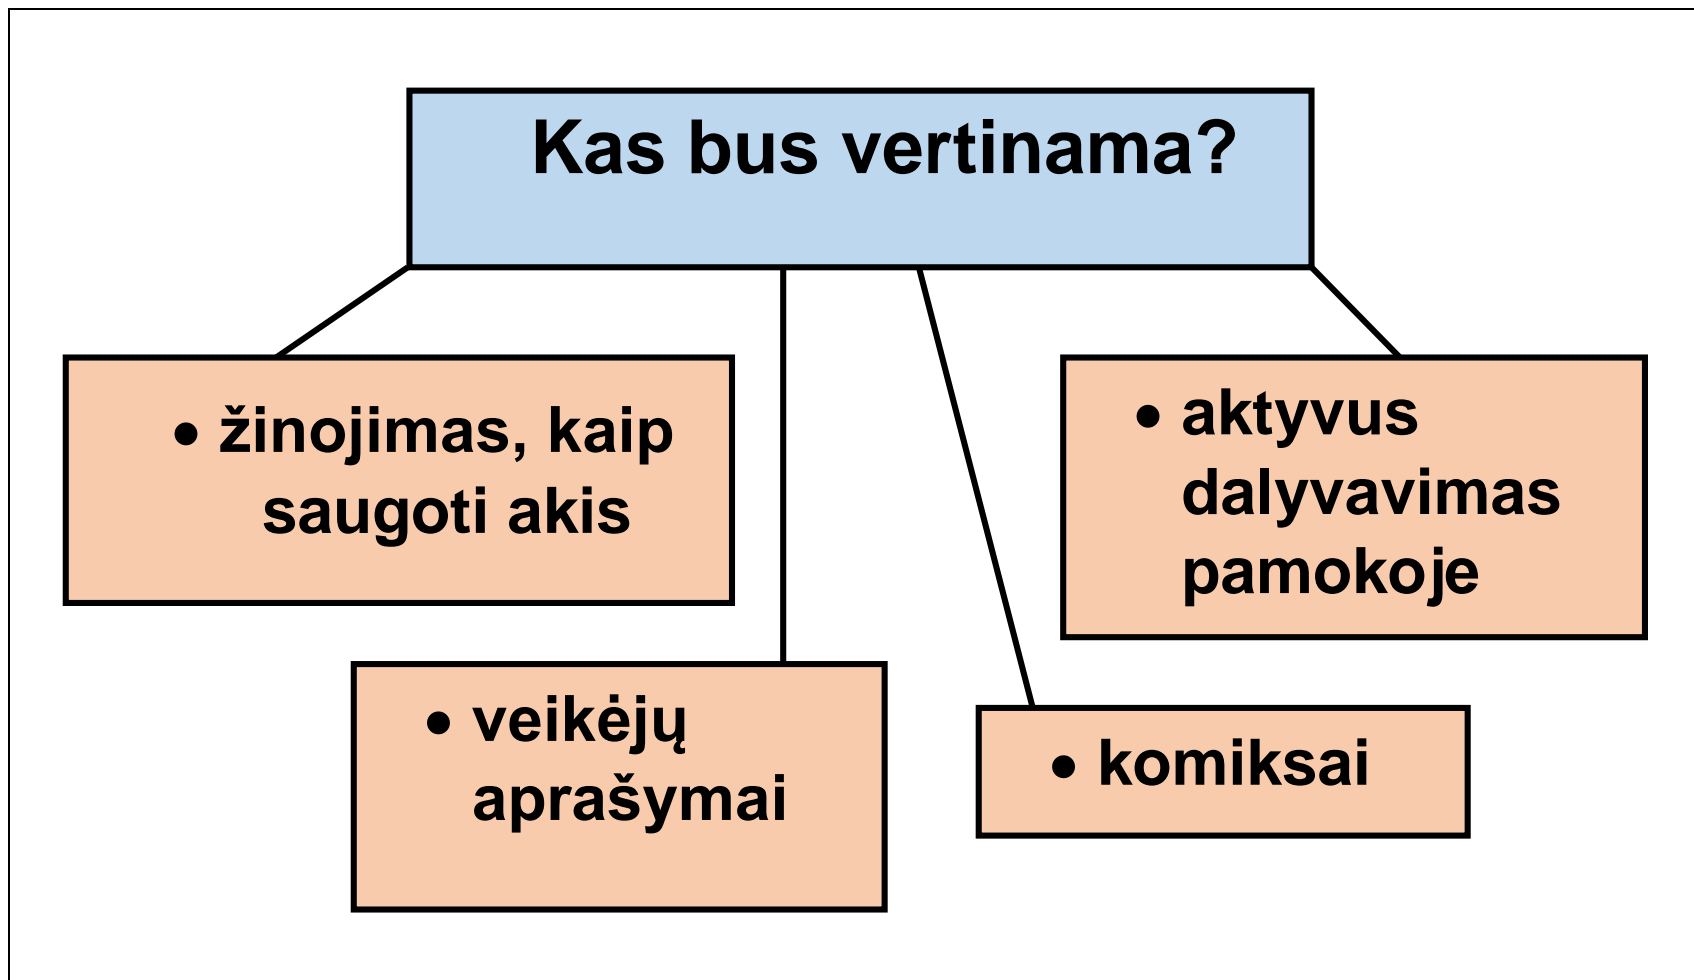 Kas bus vertinama?
• žinojimas, kaip
saugoti akis
• aktyvus
dalyvavimas
pamokoje
• veikėjų
aprašymai
• komiksai